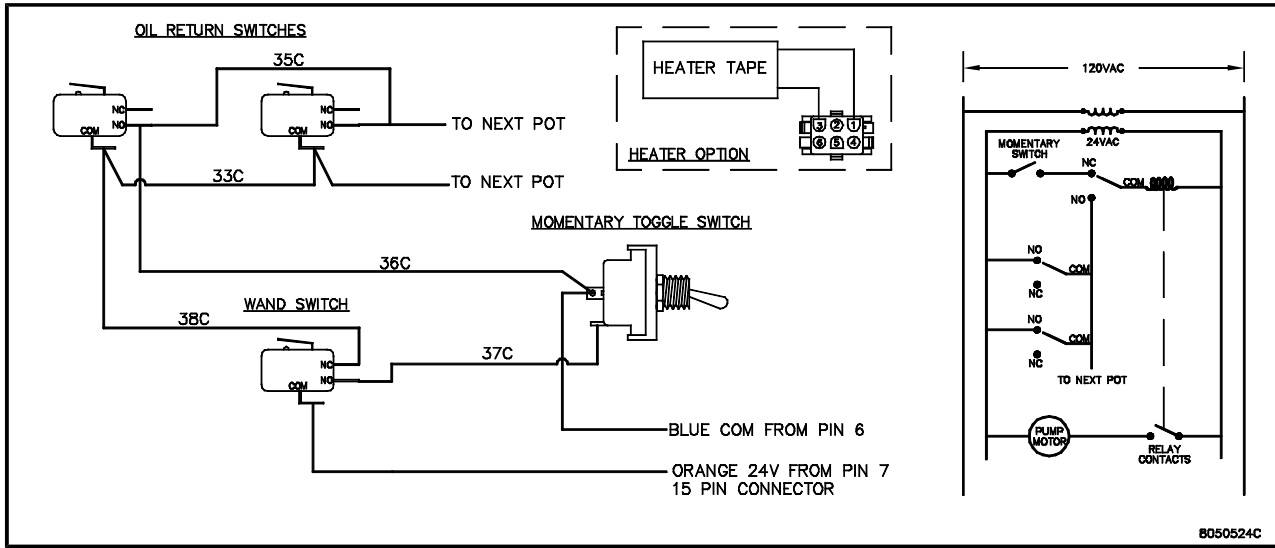 OIL RETURN SWITCHES
35C
NC
NO
COM
NC
NO
COM
TO NEXT POT
33C
TO NEXT POT
HEATER TAPE
3 2 1
6 5 4
HEATER OPTION
MOMENTARY TOGGLE SWITCH
36C
WAND SWITCH
38C
NC
NO
COM
37C
BLUE COM FROM PIN 6
ORANGE 24V FROM PIN 7
15 PIN CONNECTOR
120VAC
24VAC
MOMENTARY
SWITCH
NC
COM
NO
NO
COM
NC
NO
COM
NC
TO NEXT POT
PUMP
MOTOR
RELAY
CONTACTS
8050524C